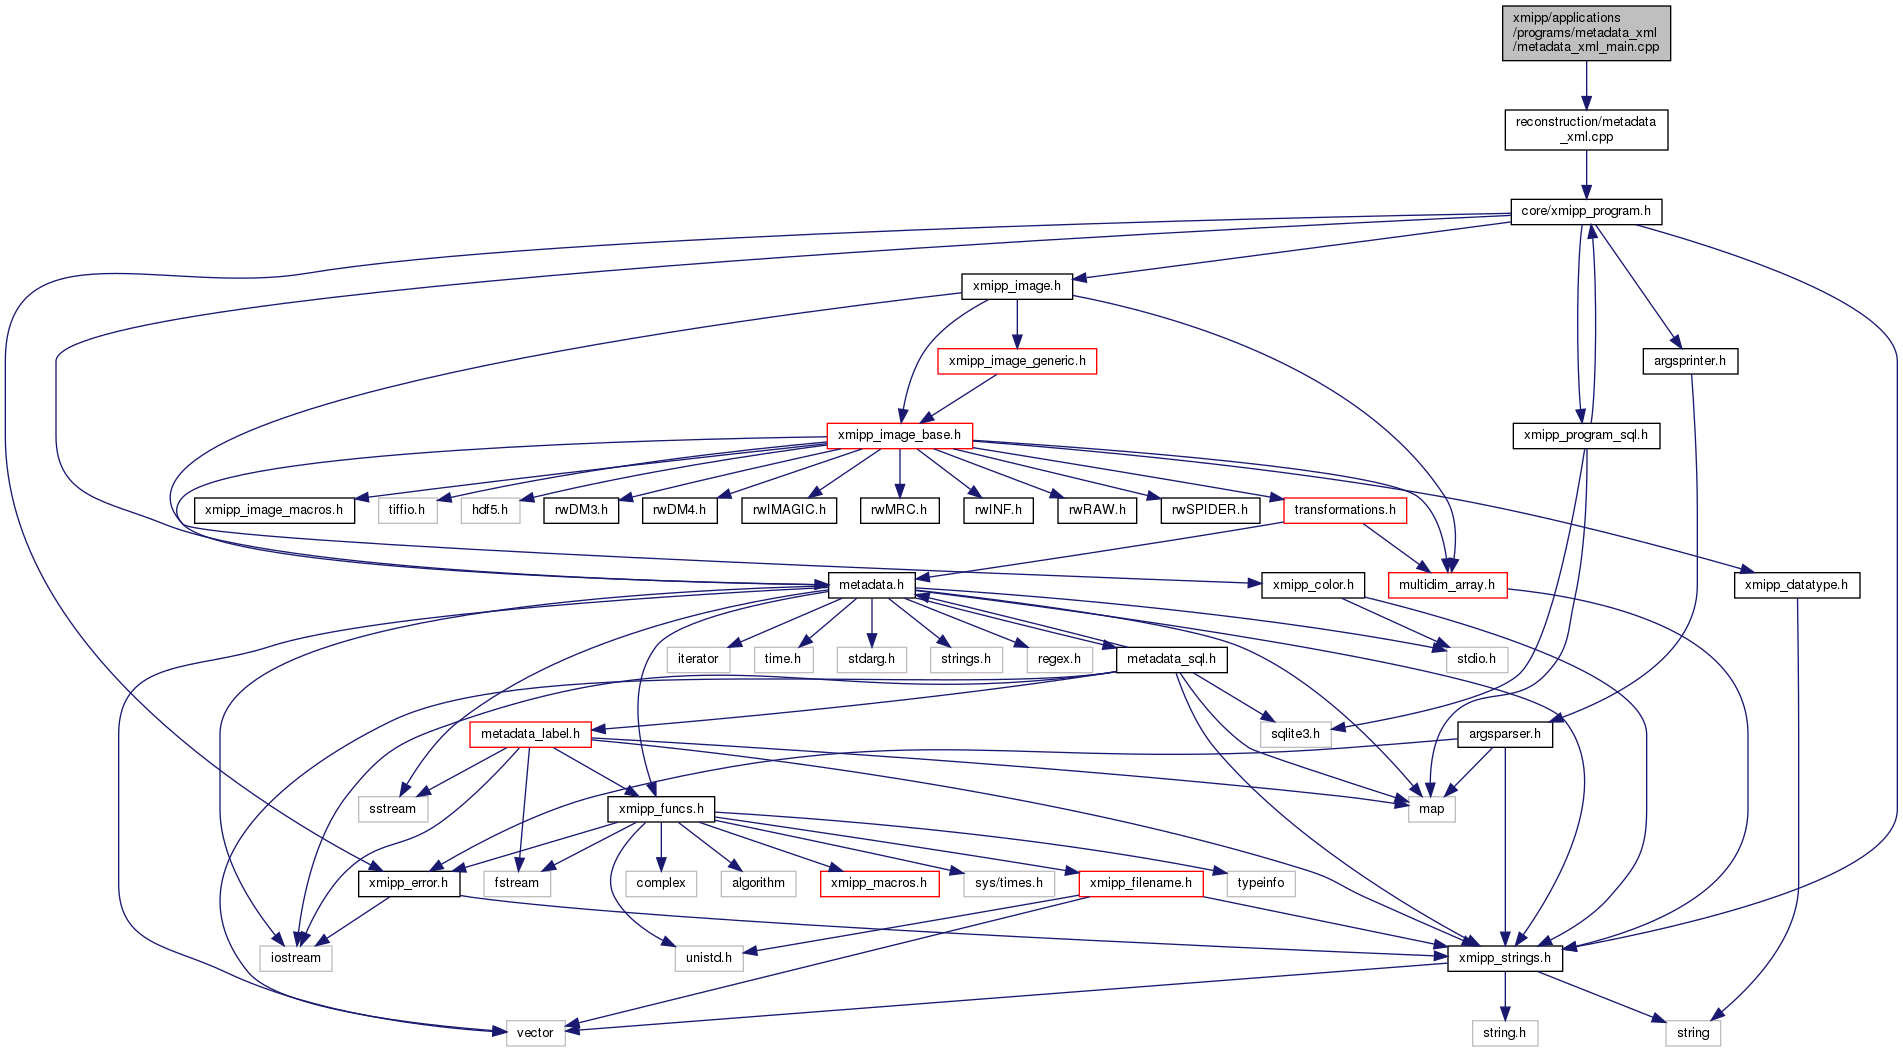 xmipp/applications
/programs/metadata_xml
/metadata_xml_main.cpp
reconstruction/metadata
_xml.cpp
core/xmipp_program.h
xmipp_image.h
xmipp_image_generic.h
argsprinter.h
xmipp_image_base.h
xmipp_program_sql.h
xmipp_image_macros.h
tiffio.h
hdf5.h
rwDM3.h
rwDM4.h
rwIMAGIC.h
rwMRC.h
rwINF.h
rwRAW.h
rwSPIDER.h
transformations.h
metadata.h
xmipp_color.h
multidim_array.h
xmipp_datatype.h
iterator
time.h
stdarg.h
strings.h
regex.h
metadata_sql.h
stdio.h
metadata_label.h
sqlite3.h
argsparser.h
sstream
xmipp_funcs.h
map
xmipp_error.h
fstream
complex
algorithm
xmipp_macros.h
sys/times.h
xmipp_filename.h
typeinfo
iostream
unistd.h
xmipp_strings.h
vector
string.h
string